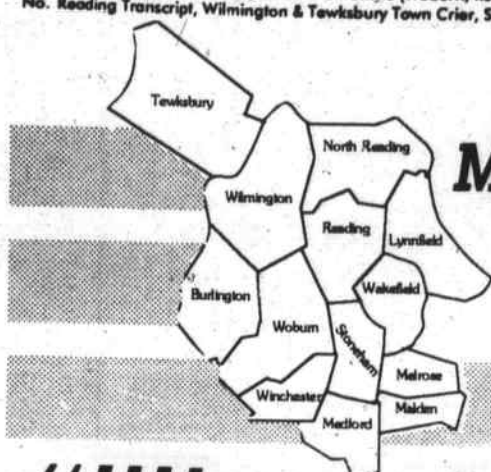 No. Reading Transcript, Wilmington & Tewksbury Town Crier, S
Tewksbury
North Reading
M
Wilmington
Reading
Lynnfield
Wakefield
Burlington
Woburn
Stoneham
Melrose
Winchester
Malden
Medford